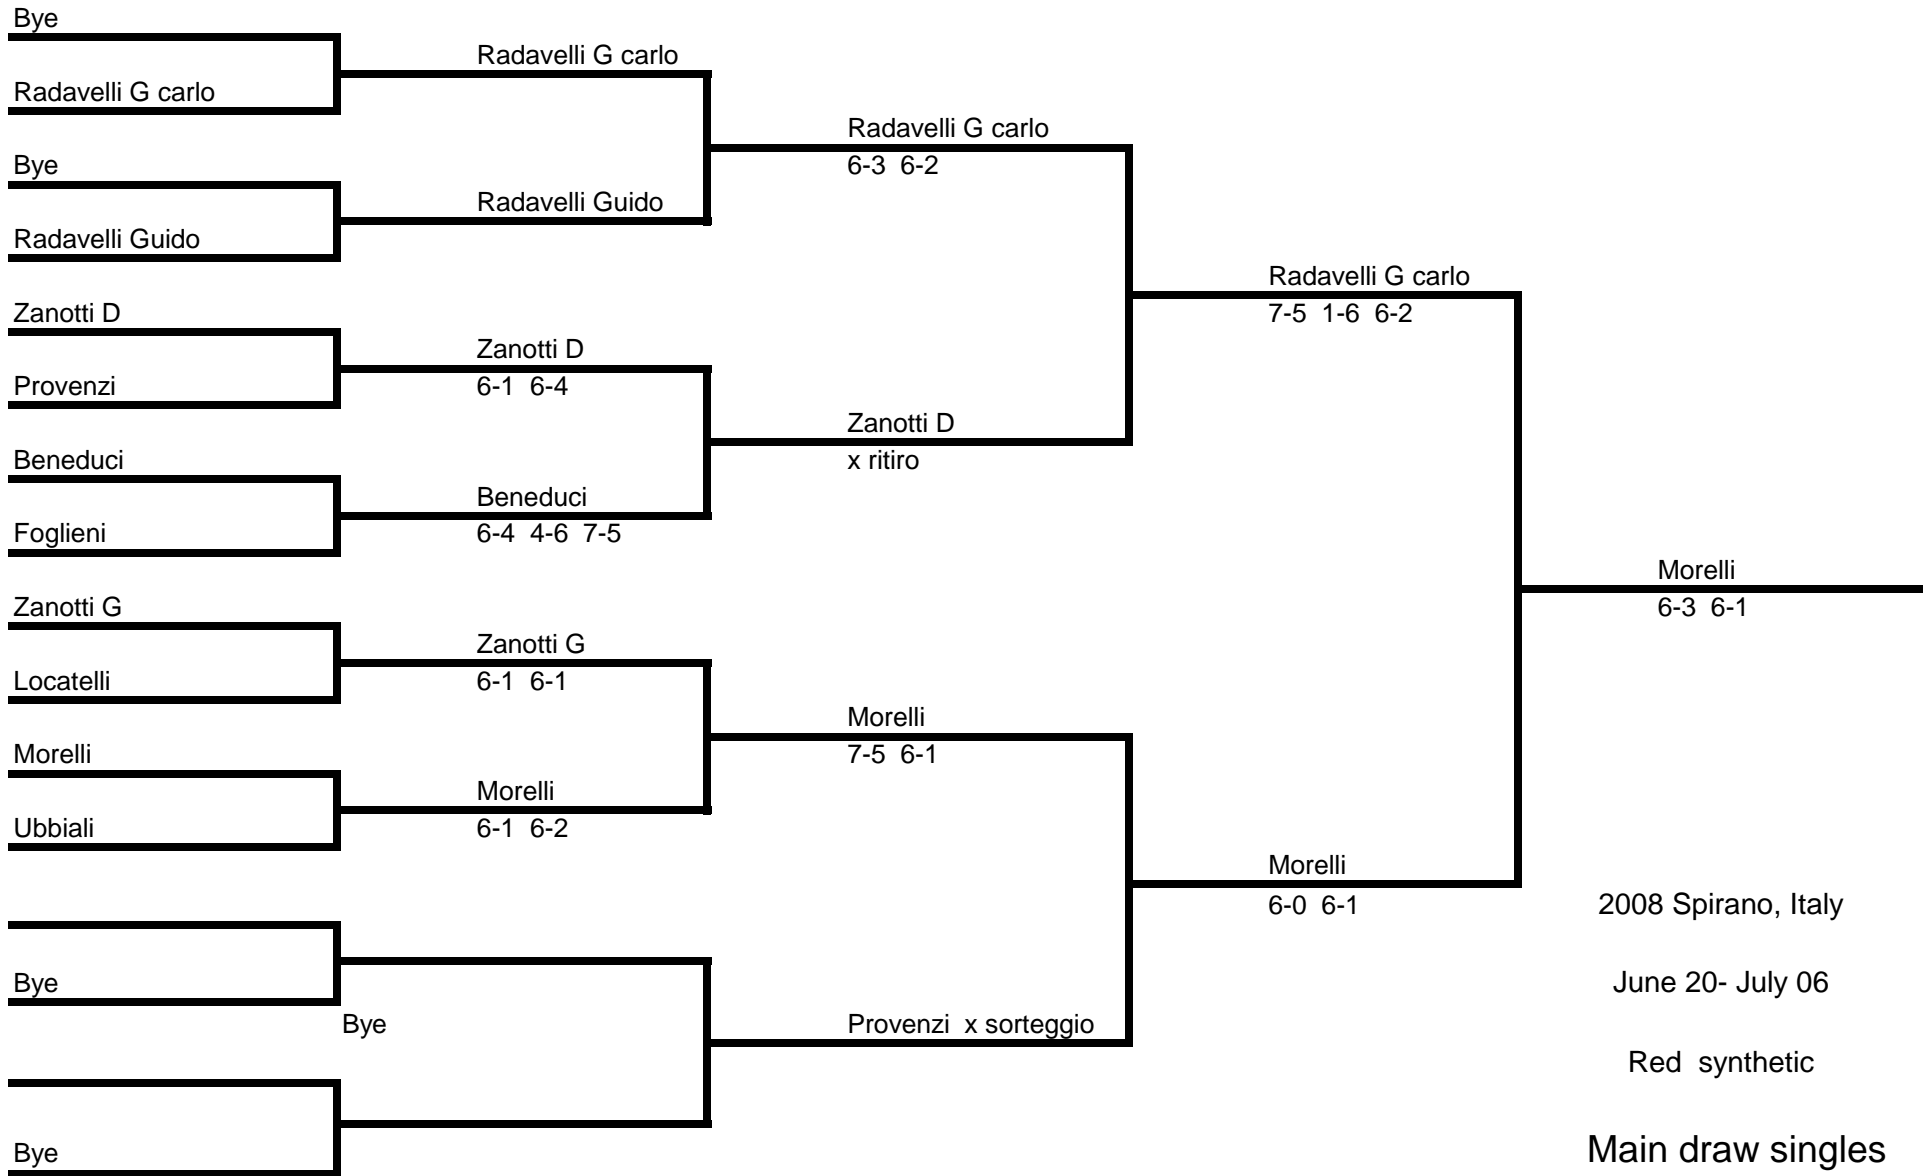 Bye
Radavelli G carlo
Bye
Radavelli Guido
Zanotti D
Provenzi
Beneduci
Foglieni
Zanotti G
Locatelli
Morelli
Ubbiali
Bye
Bye
Radavelli G carlo
Radavelli Guido
Zanotti D
6-1 6-4
Beneduci
6-4 4-6 7-5
Zanotti G
6-1 6-1
Morelli
6-1 6-2
Bye
Radavelli G carlo
6-3 6-2
Zanotti D
x ritiro
Morelli
7-5 6-1
Provenzi x sorteggio
Radavelli G carlo
7-5 1-6 6-2
Morelli
6-0 6-1
Morelli
6-3 6-1
2008 Spirano, Italy
June 20- July 06
Red synthetic
Main draw singles